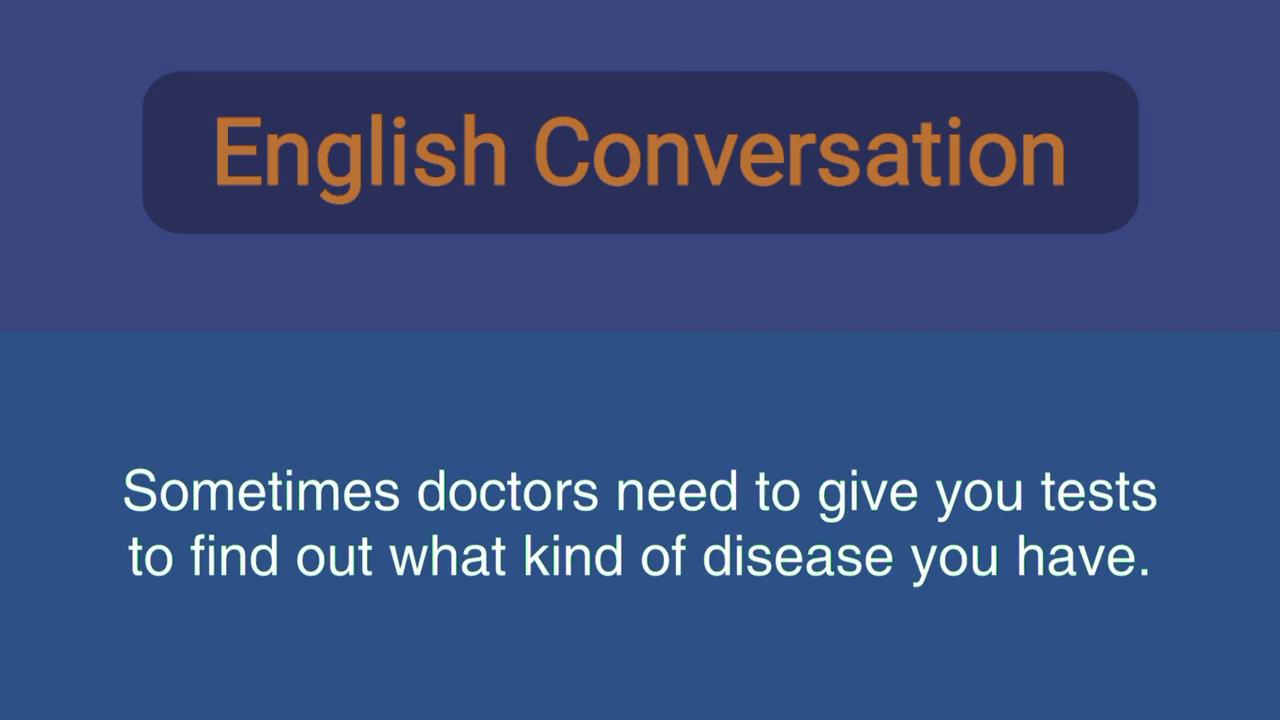 English Conversation
Sometimes doctors need to give you tests
to find out what kind of disease you have.